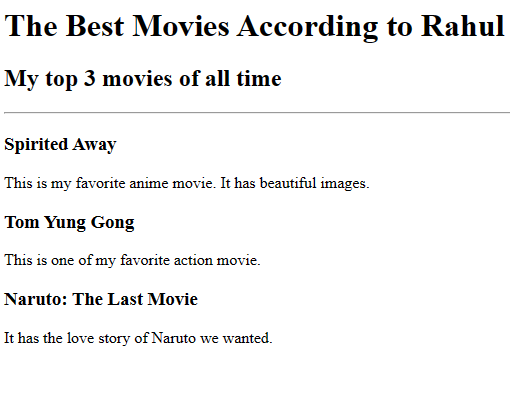 The Best Movies According to Rahul
My top 3 movies of all time
Spirited Away
This is my favorite anime movie. It has beautiful images.
Tom Yung Gong
This is one of my favorite action movie.
Naruto: The Last Movie
It has the love story of Naruto we wanted.